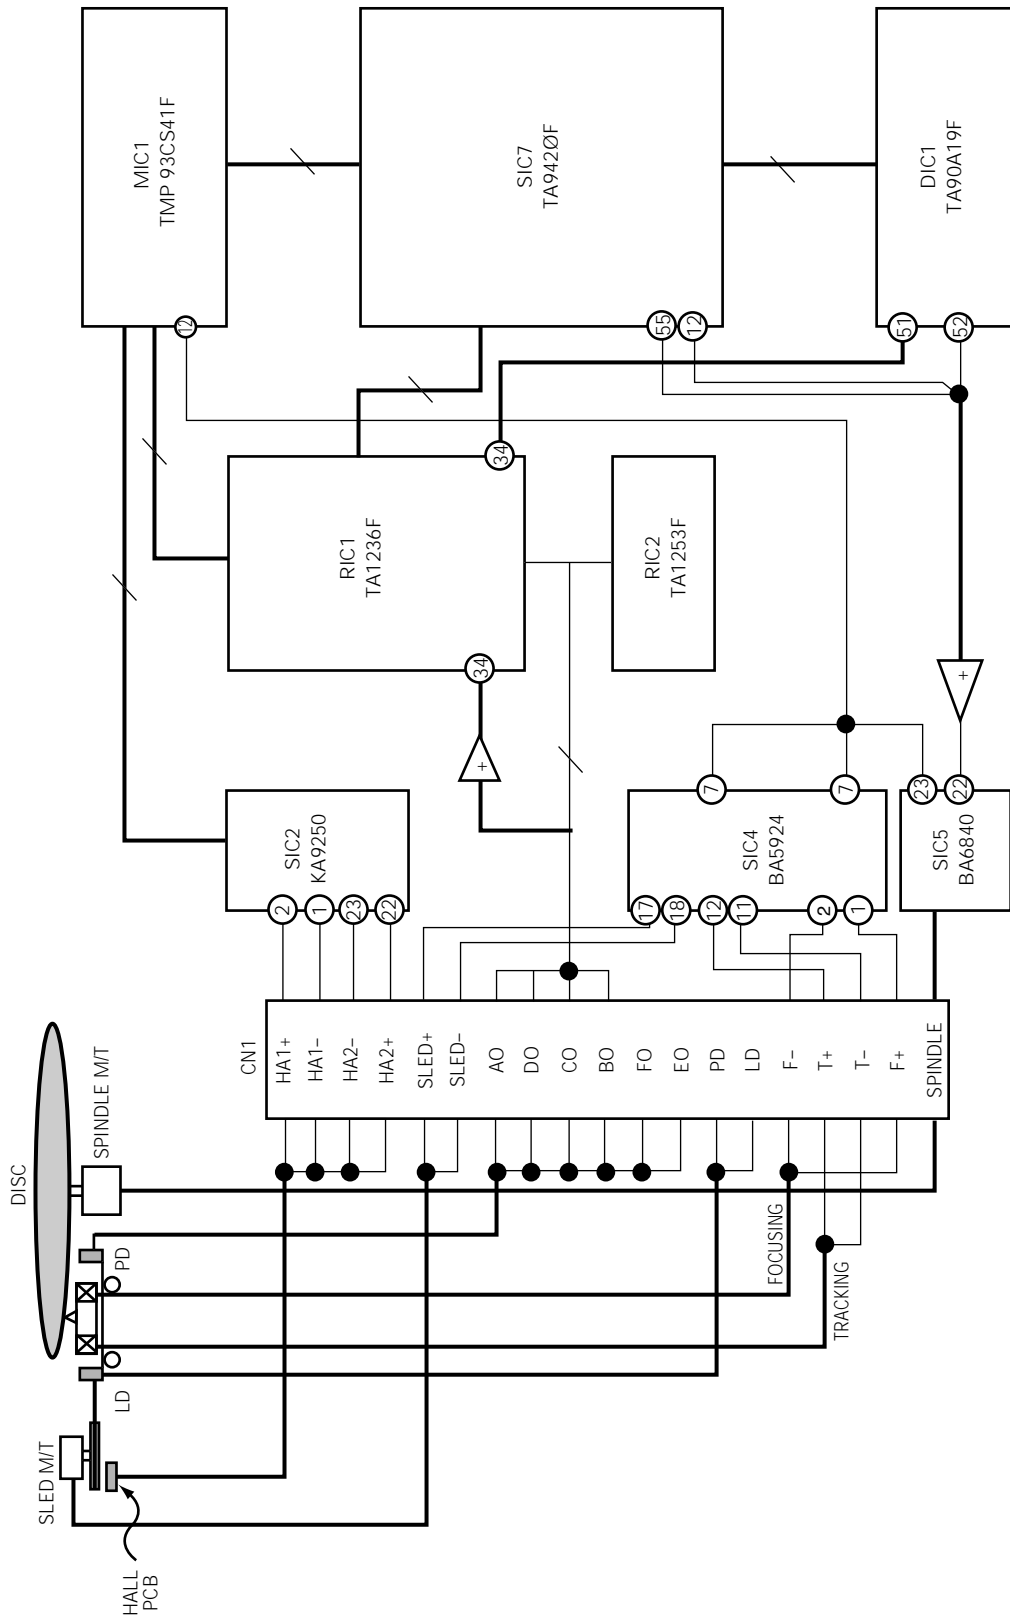 DISC
SPINDLE M/T
PD
LD
SLED M/T
HALL
PCB
FOCUSING
TRACKING
CN1
HA1+
HA1–
HA2–
HA2+
SLED+
SLED–
AO
DO
CO
BO
FO
EO
PD
LD
F–
T+
T–
F+
SPINDLE
2
1
23
22
SIC2
KA9250
17
18
12
11
2
1
SIC4
BA5924
7
7
SIC5
BA6840
23
22
+
+
34
RIC1
TA1236F
34
RIC2
TA1253F
MIC1
TMP 93CS41F
12
SIC7
TA942ØF
55
12
DIC1
TA90A19F
51
52